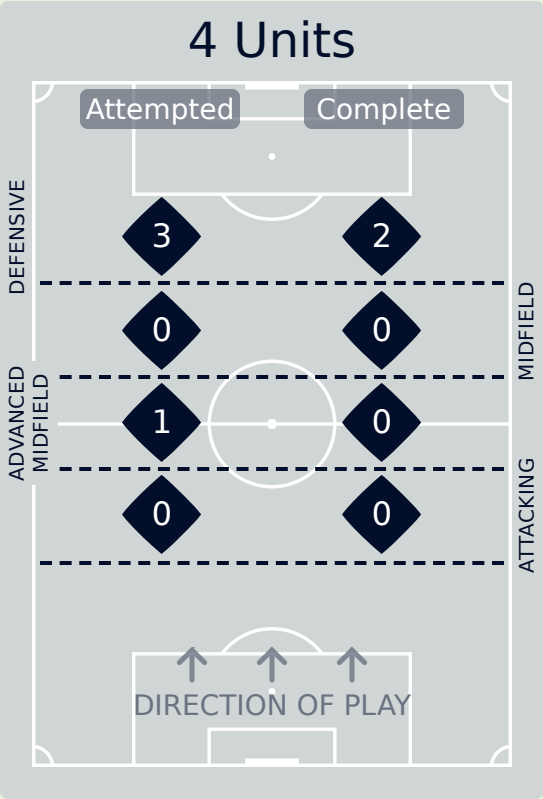 4 Units
Attempted
Complete
DEFENSIVE
3
2
MIDFIELD
0
0
ADVANCED
MIDFIELD
1
0
ATTACKING
0
0
DIRECTION OF PLAY